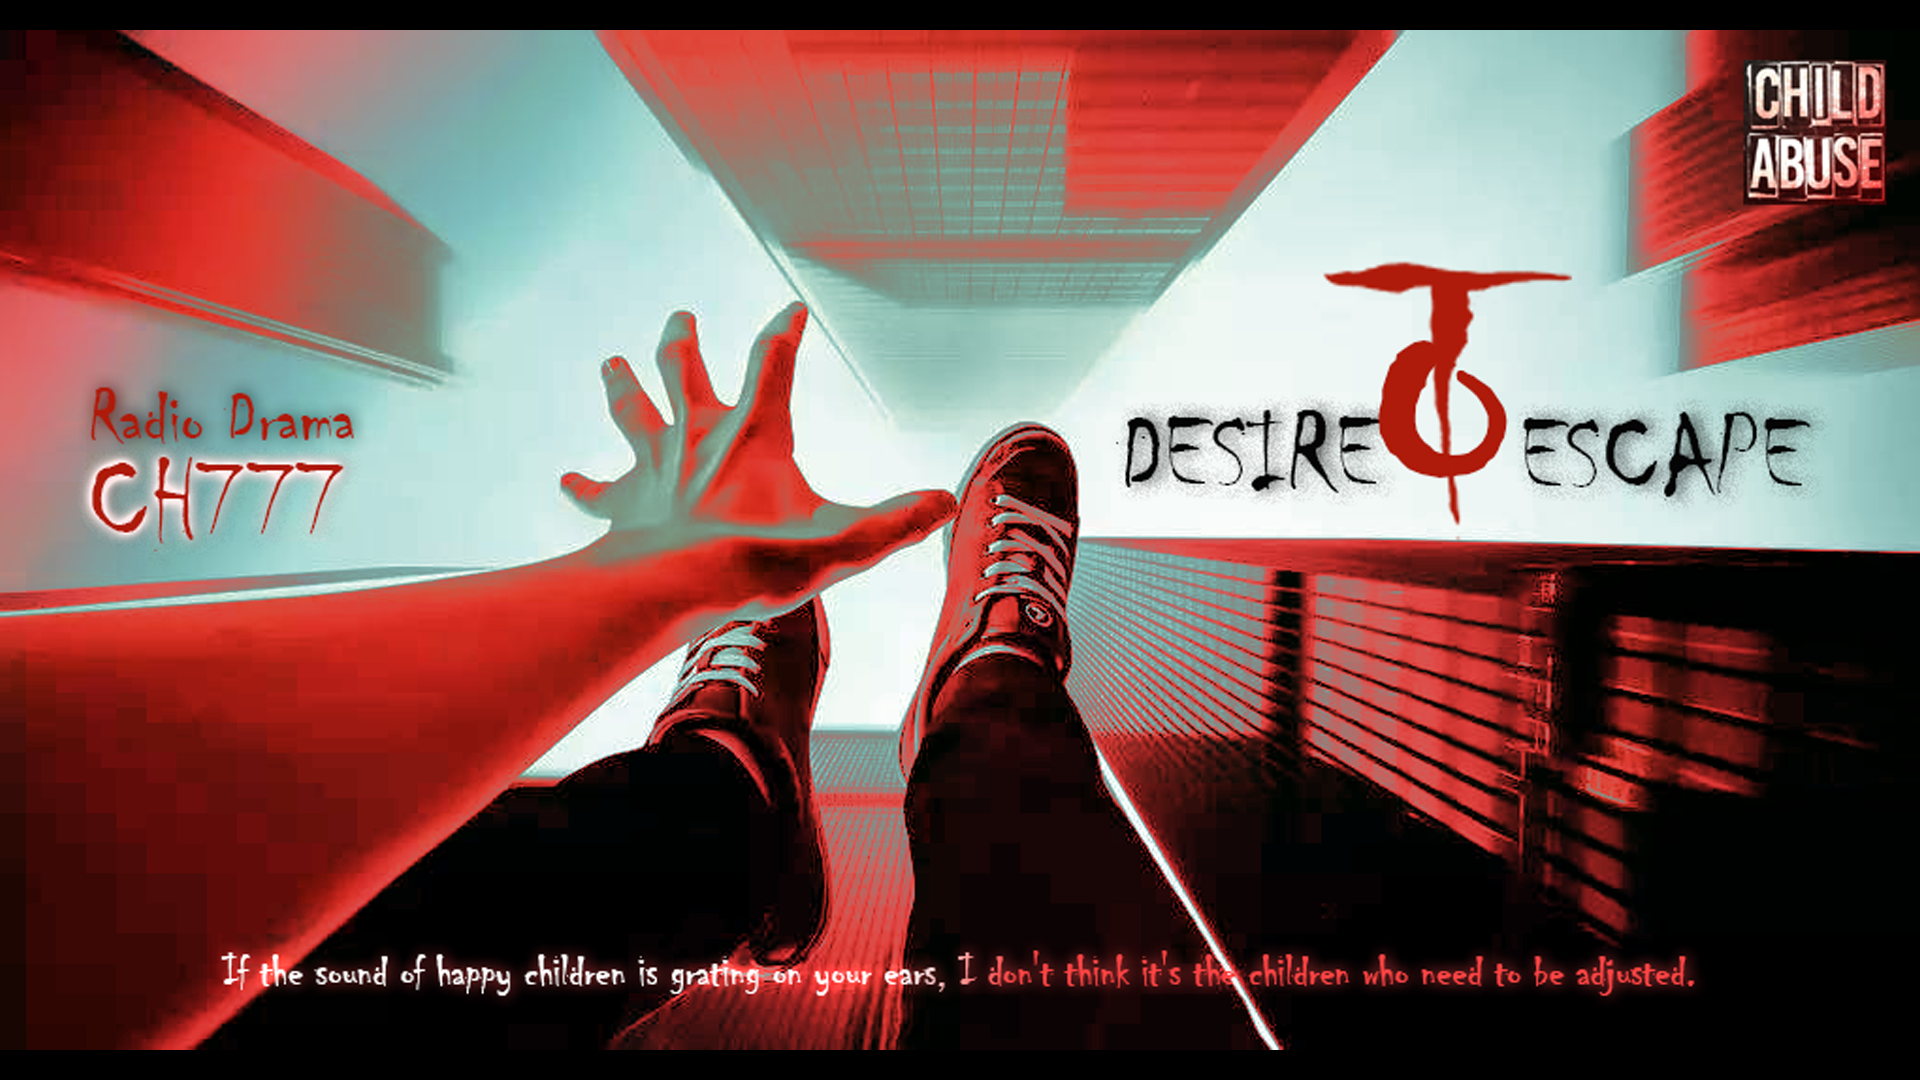 CHILD
ABUSE
DESIRE TO ESCAPE
Radio Drama
CH777
If the sound of happy children is grating on your ears, I don't think it's the children who need to be adjusted.